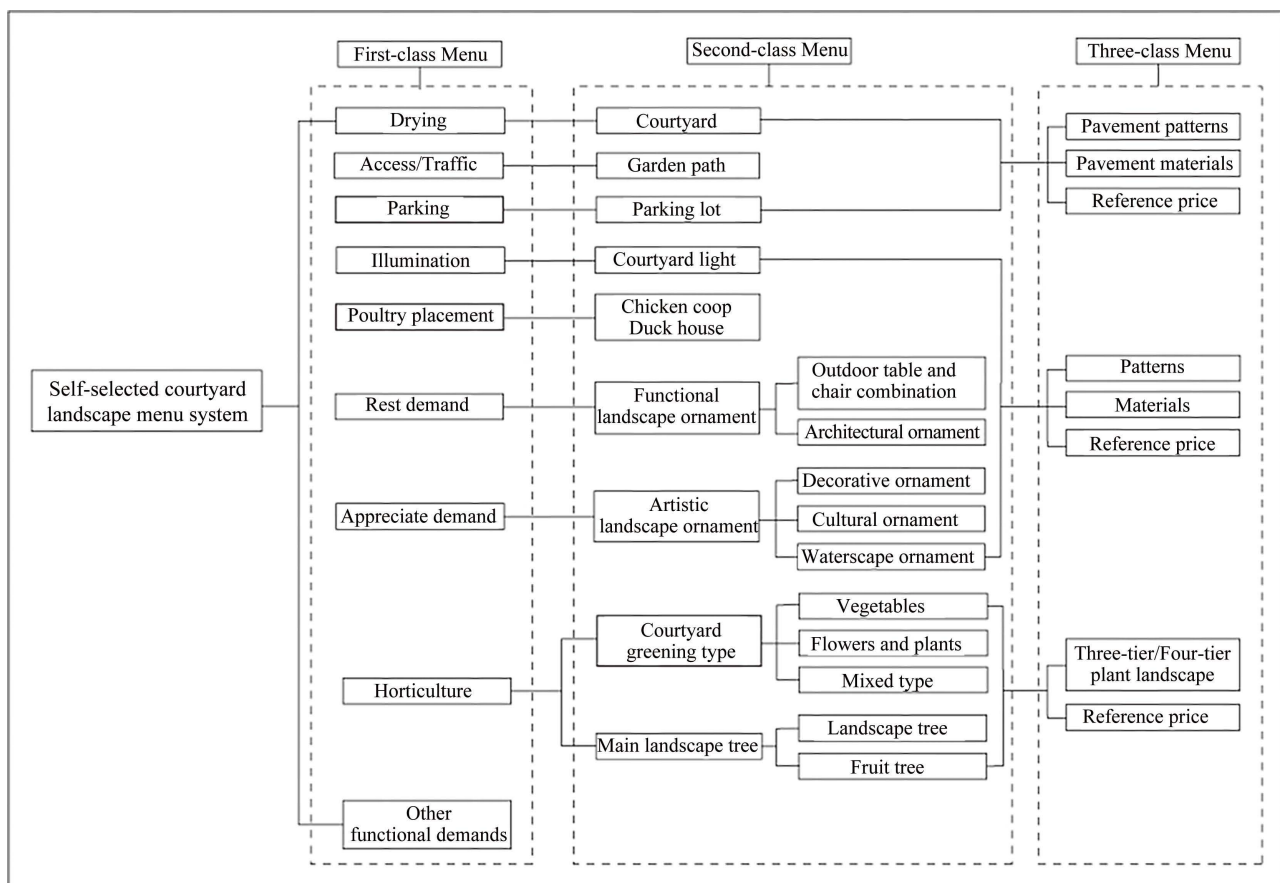 First-class Menu
Second-class Menu
Three-class Menu
Self-selected courtyard
landscape menu system
Drying
Access/Traffic
Parking
Illumination
Poultry placement
Rest demand
Appreciate demand
Horticulture
Other
functional demands
Courtyard
Garden path
Parking lot
Courtyard light
Chicken coop
Duck house
Functional
landscape ornament
Outdoor table and
chair combination
Architectural ornament
Artistic
landscape ornament
Decorative ornament
Cultural ornament
Waterscape ornament
Courtyard
greening type
Vegetables
Flowers and plants
Mixed type
Main landscape tree
Landscape tree
Fruit tree
Pavement patterns
Pavement materials
Reference price
Patterns
Materials
Reference price
Three-tier/Four-tier
plant landscape
Reference price